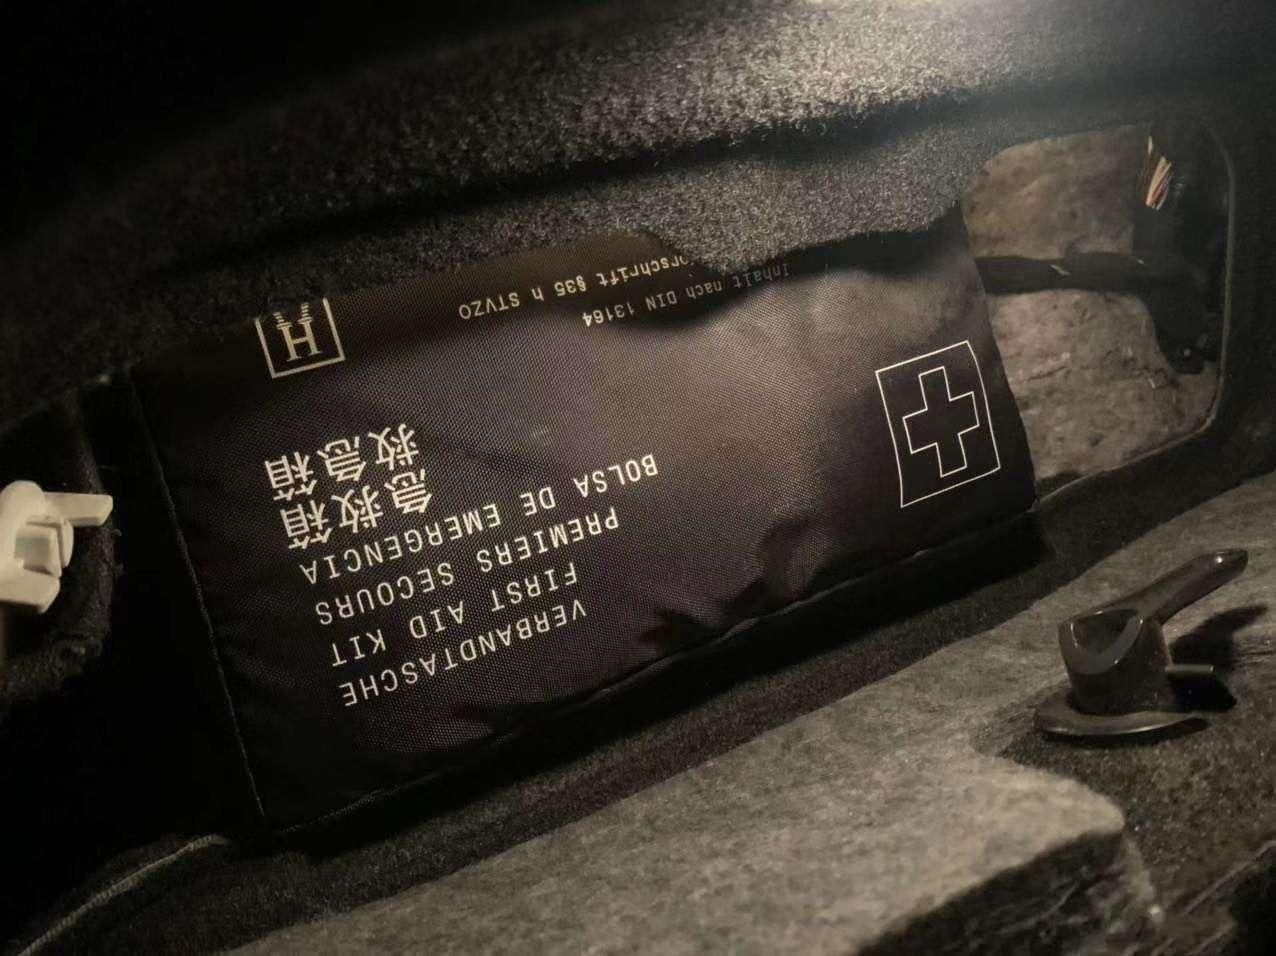 VERBANDTASCHE
FIRST AID KIT
PREMIERS SECOURS
BOLSA DE EMERGENCIA
急救箱
救急箱
Inhalt nach DIN 13164
orschrift §35 h STVZO
H